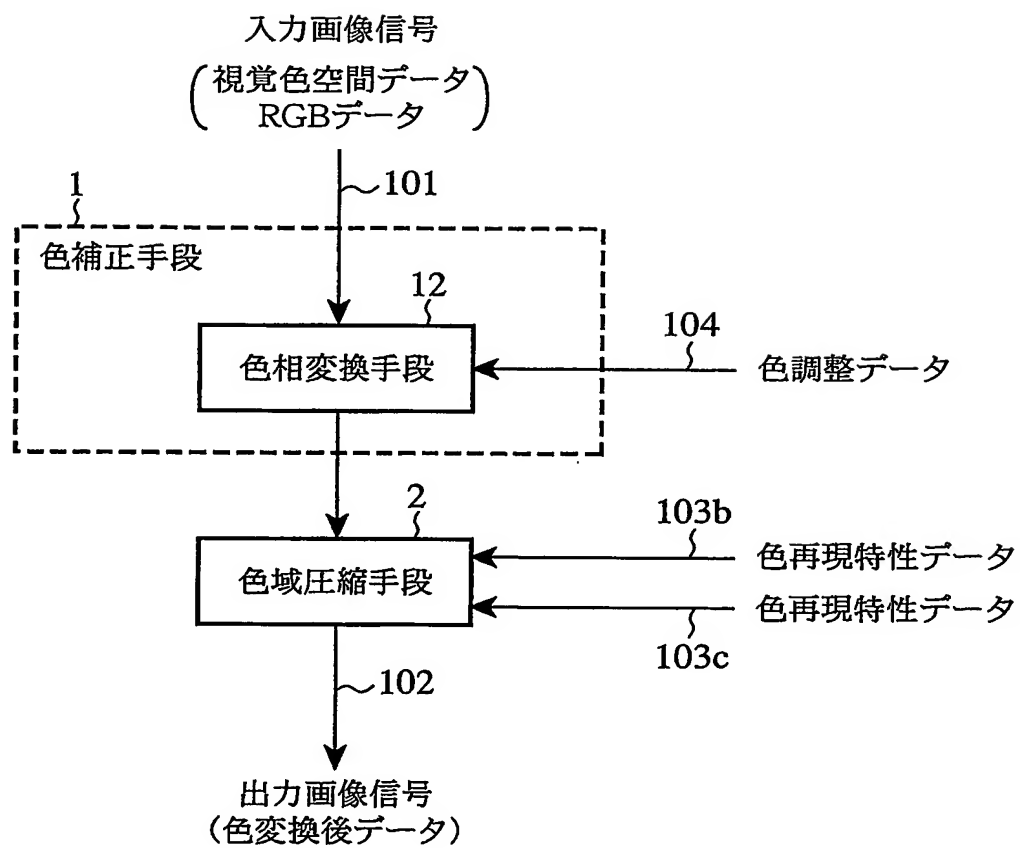 入力画像信号
(視覚色空間データ
RGBデータ)
101
1
色補正手段
12
色相変換手段
104
色調整データ
2
色域圧縮手段
103b
色再現特性データ
色再現特性データ
103c
102
出力画像信号
(色変換後データ)